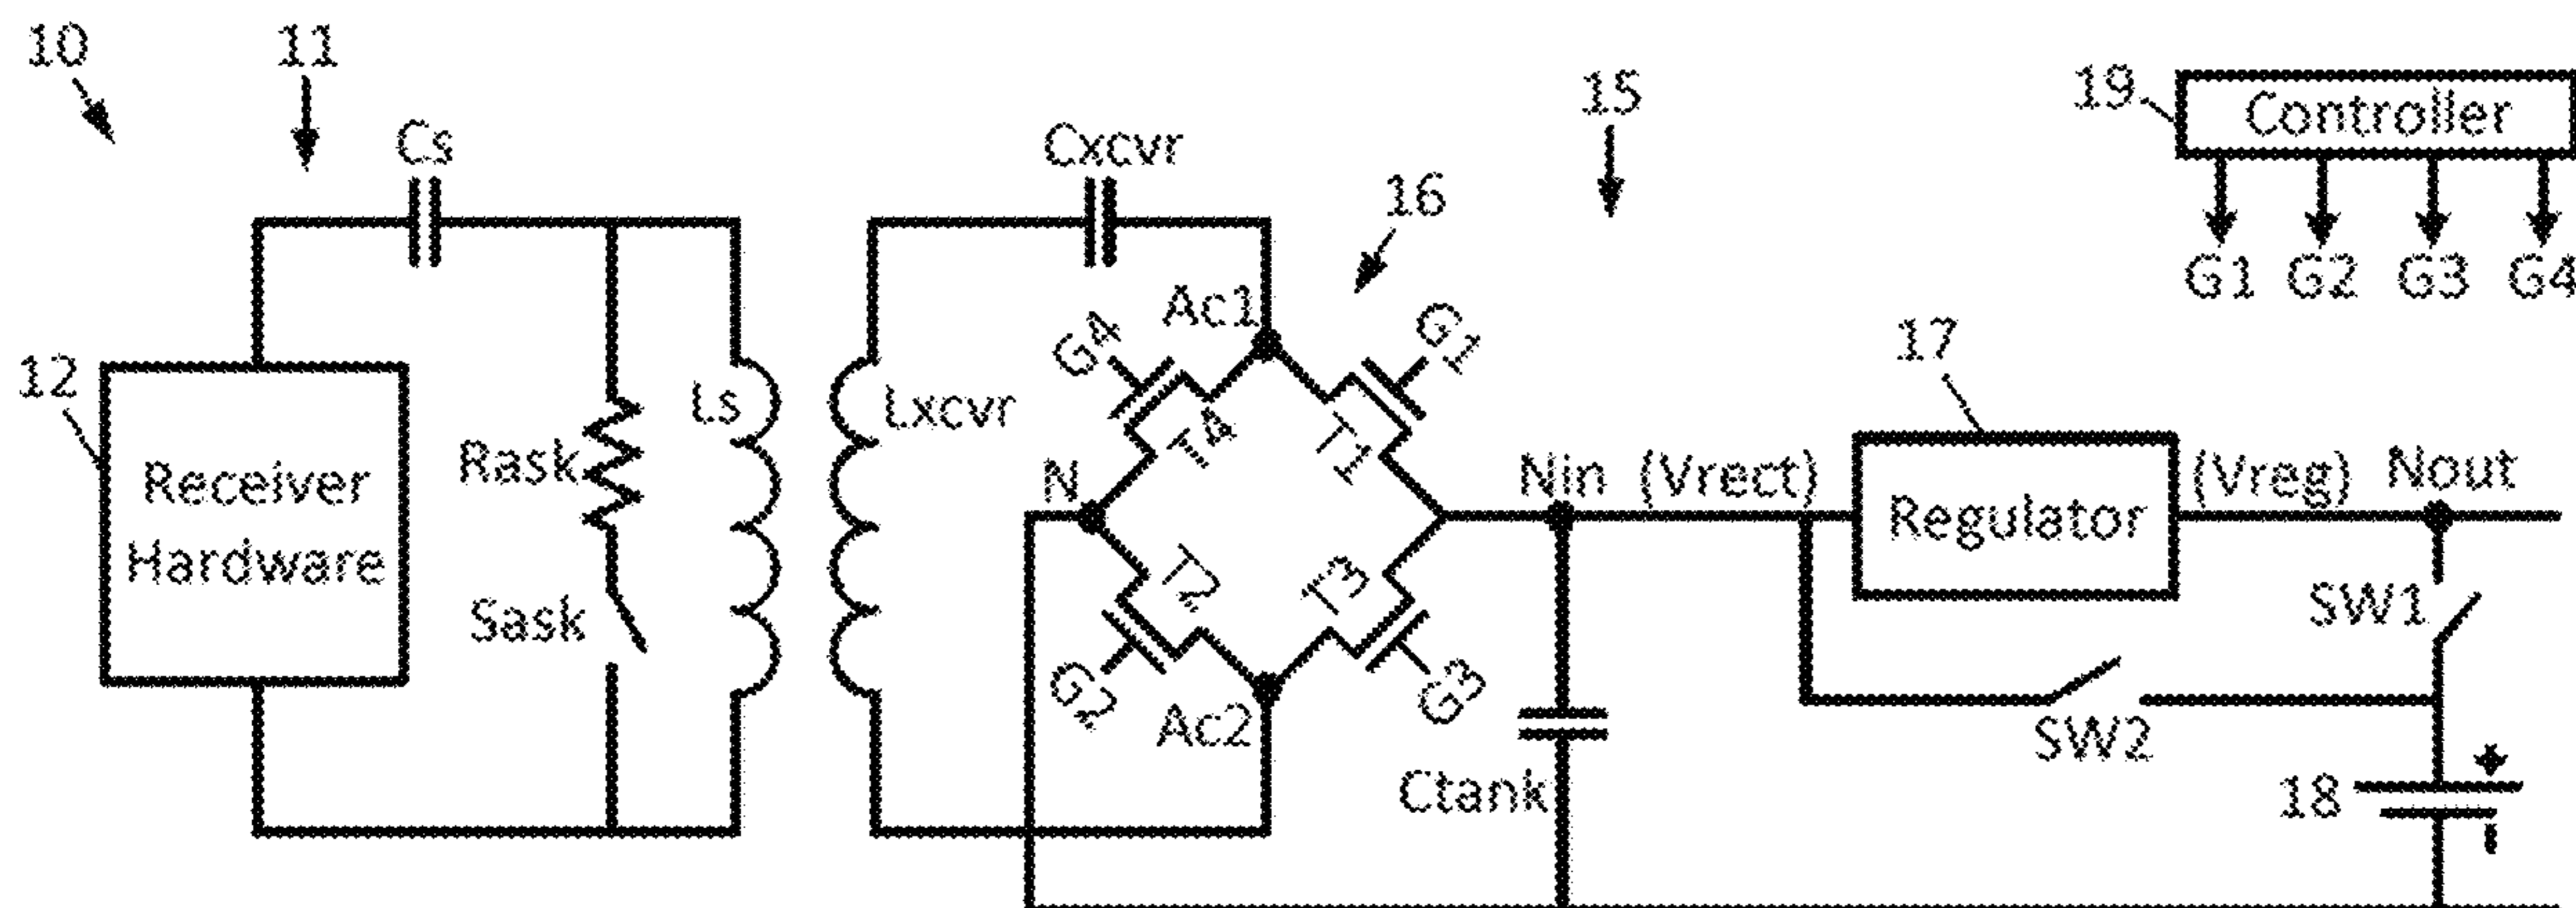 10
11
15
19
Controller
Cs
Cxcvr
16
G1 G2 G3 G4
Ac1
G4
G1
17
12
Ls
Lxcvr
T4
T1
Receiver
Hardware
Rask
N
Nin (Vrect)
Regulator
(Vreg) Nout
Sask
T2
T3
SW1
G2
G3
Ac2
SW2
Ctank
18
+
-